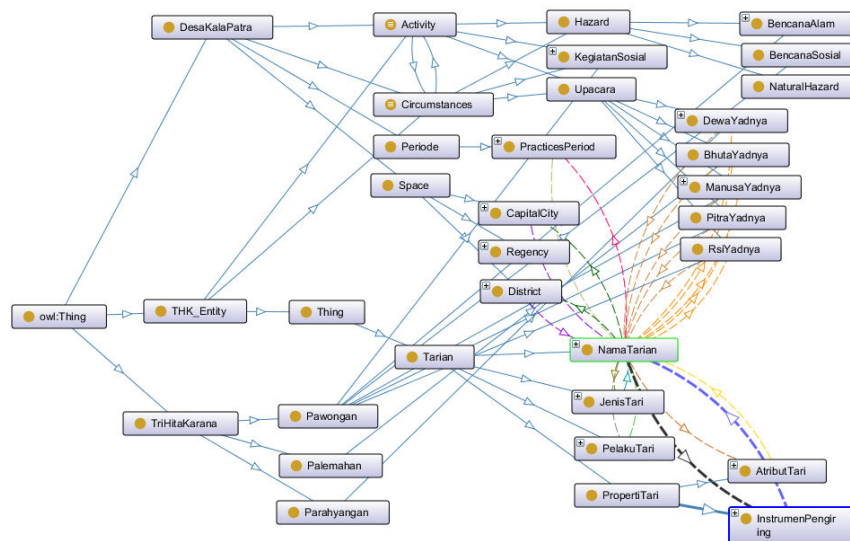 DesaKalaPatra
Activity
Hazard
BencanaAlam
KegiatanSosial
BencanaSosial
Circumstances
Upacara
NaturalHazard
DewaYadnya
Periode
PracticesPeriod
BhutaYadnya
Space
ManusaYadnya
CapitalCity
PitraYadnya
Regency
RsiYadnya
District
owl:Thing
THK_Entity
Thing
Tarian
NamaTarian
JenisTari
TriHitaKarana
Pawongan
PelakuTari
Palemahan
AtributTari
PropertiTari
Parahyangan
InstrumenPengir
ing